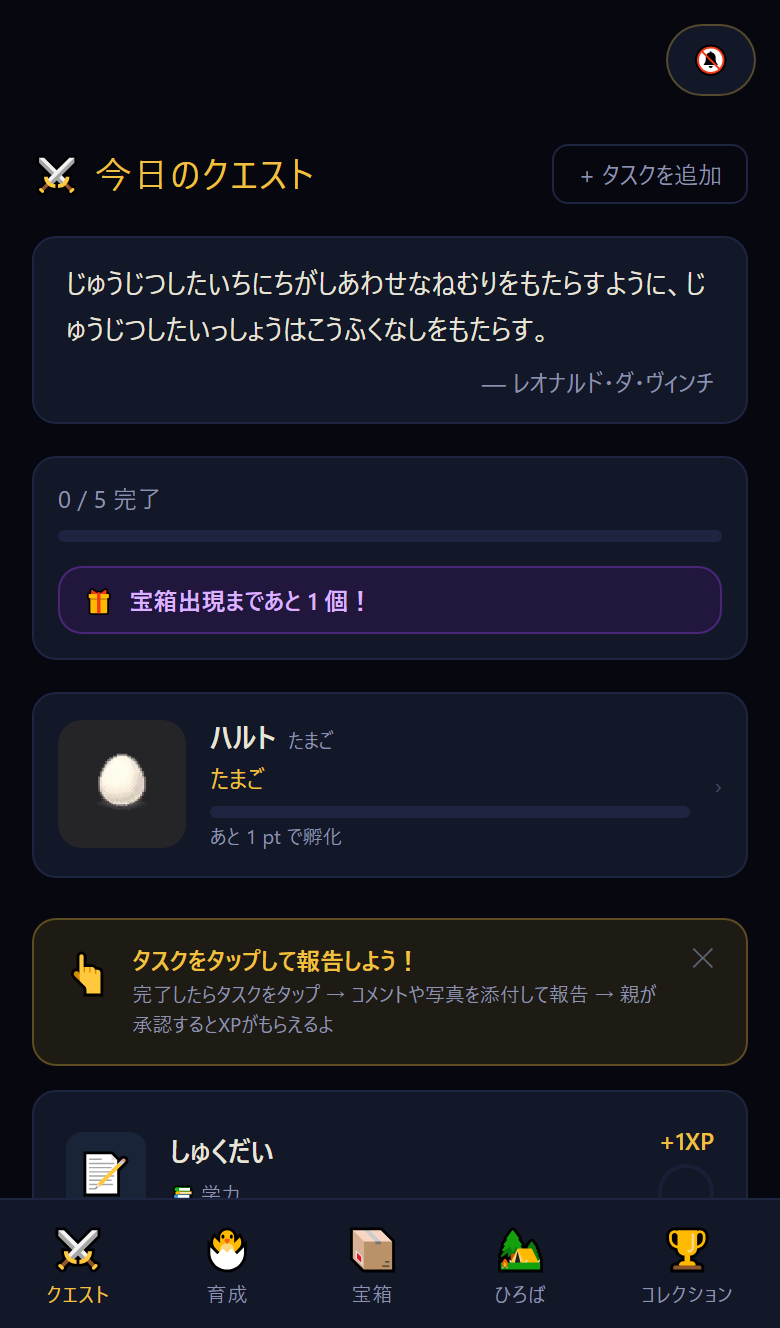 今日のクエスト
+ タスクを追加
じゅうじつしたいちにちがしあわせなねむりをもたらすように、じ
ゅうじつしたいっしょうはこうふくなしをもたらす。
— レオナルド・ダ・ヴィンチ
0 / 5 完了
宝箱出現まであと 1 個！
ハルト たまご
たまご
あと 1 pt で孵化
タスクをタップして報告しよう！
完了したらタスクをタップ → コメントや写真を添付して報告 → 親が
承認するとXPがもらえるよ
しゅくだい
+1XP
学力
クエスト
育成
宝箱
ひろば
コレクション